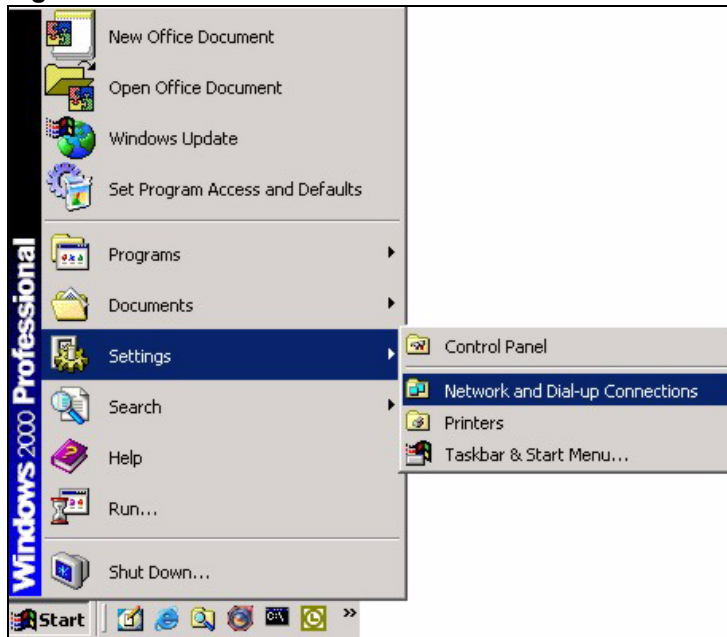 New Office Document
Open Office Document
Windows Update
Set Program Access and Defaults
Programs
Documents
Settings
Search
Help
Run...
Shut Down...
Windows 2000 Professional
Control Panel
Network and Dial-up Connections
Printers
Taskbar & Start Menu...
Start